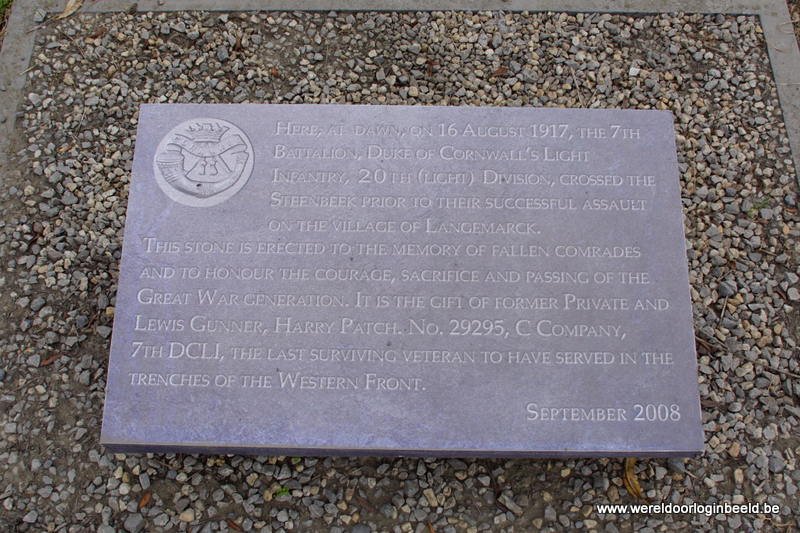 Here, at dawn, on 16 August 1917, the 7th
Battalion, Duke of Cornwall's Light
Infantry, 20th (Light) Division, crossed the
Steenbeek prior to their successful assault
on the village of Langemarck.
This stone is erected to the memory of fallen comrades
and to honour the courage, sacrifice and passing of the
Great War generation. It is the gift of former Private and
Lewis Gunner, Harry Patch. No. 29295, C Company,
7th DCLI, the last surviving veteran to have served in the
trenches of the Western Front.
September 2008
www.wereldoorloginbeeld.be